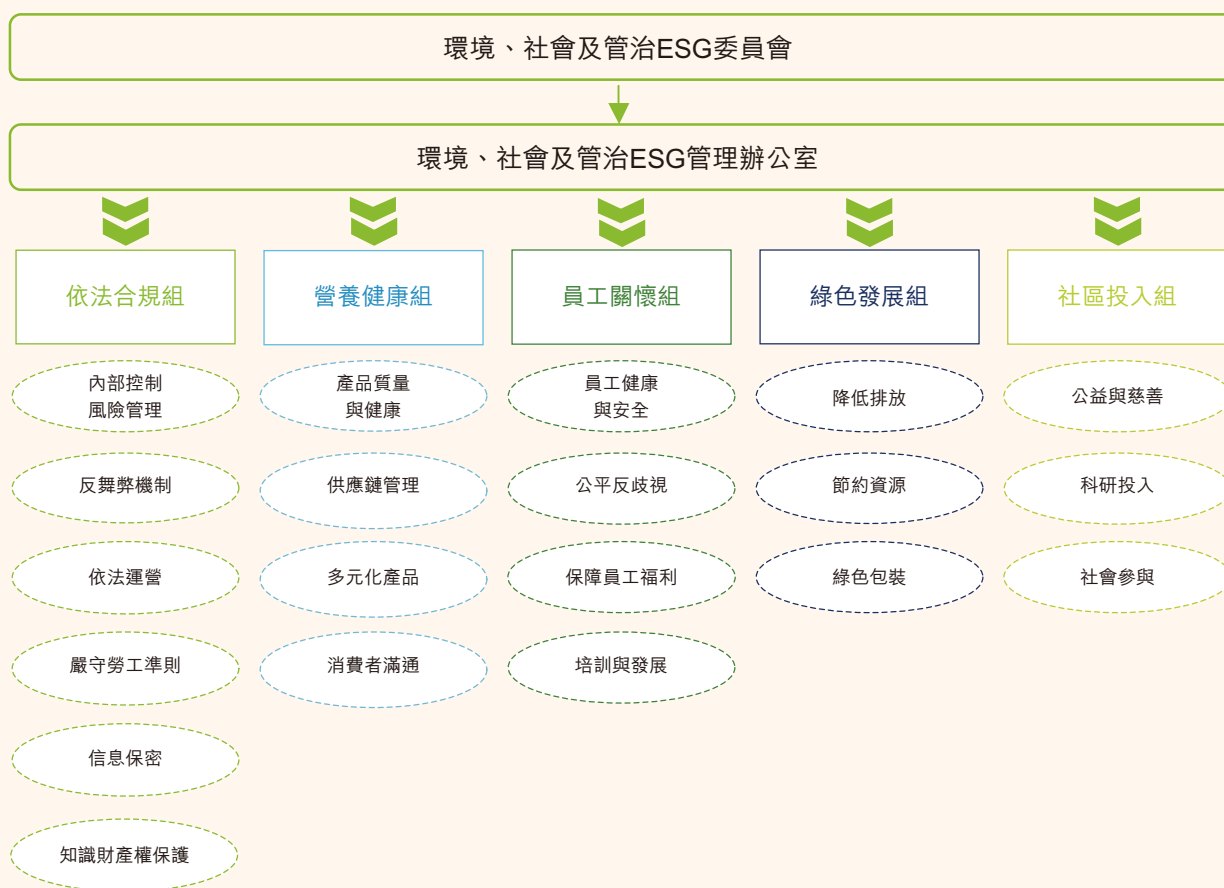 環境、社會及管治ESG委員會
環境、社會及管治ESG管理辦公室
依法合規組
營養健康組
員工關懷組
綠色發展組
社區投入組
內部控制
風險管理
產品質量
與健康
員工健康
與安全
降低排放
公益與慈善
反舞弊機制
供應鏈管理
公平反歧視
節約資源
科研投入
依法運營
多元化產品
保障員工福利
綠色包裝
社會參與
嚴守勞工準則
消費者滿通
培訓與發展
信息保密
知識財產權保護